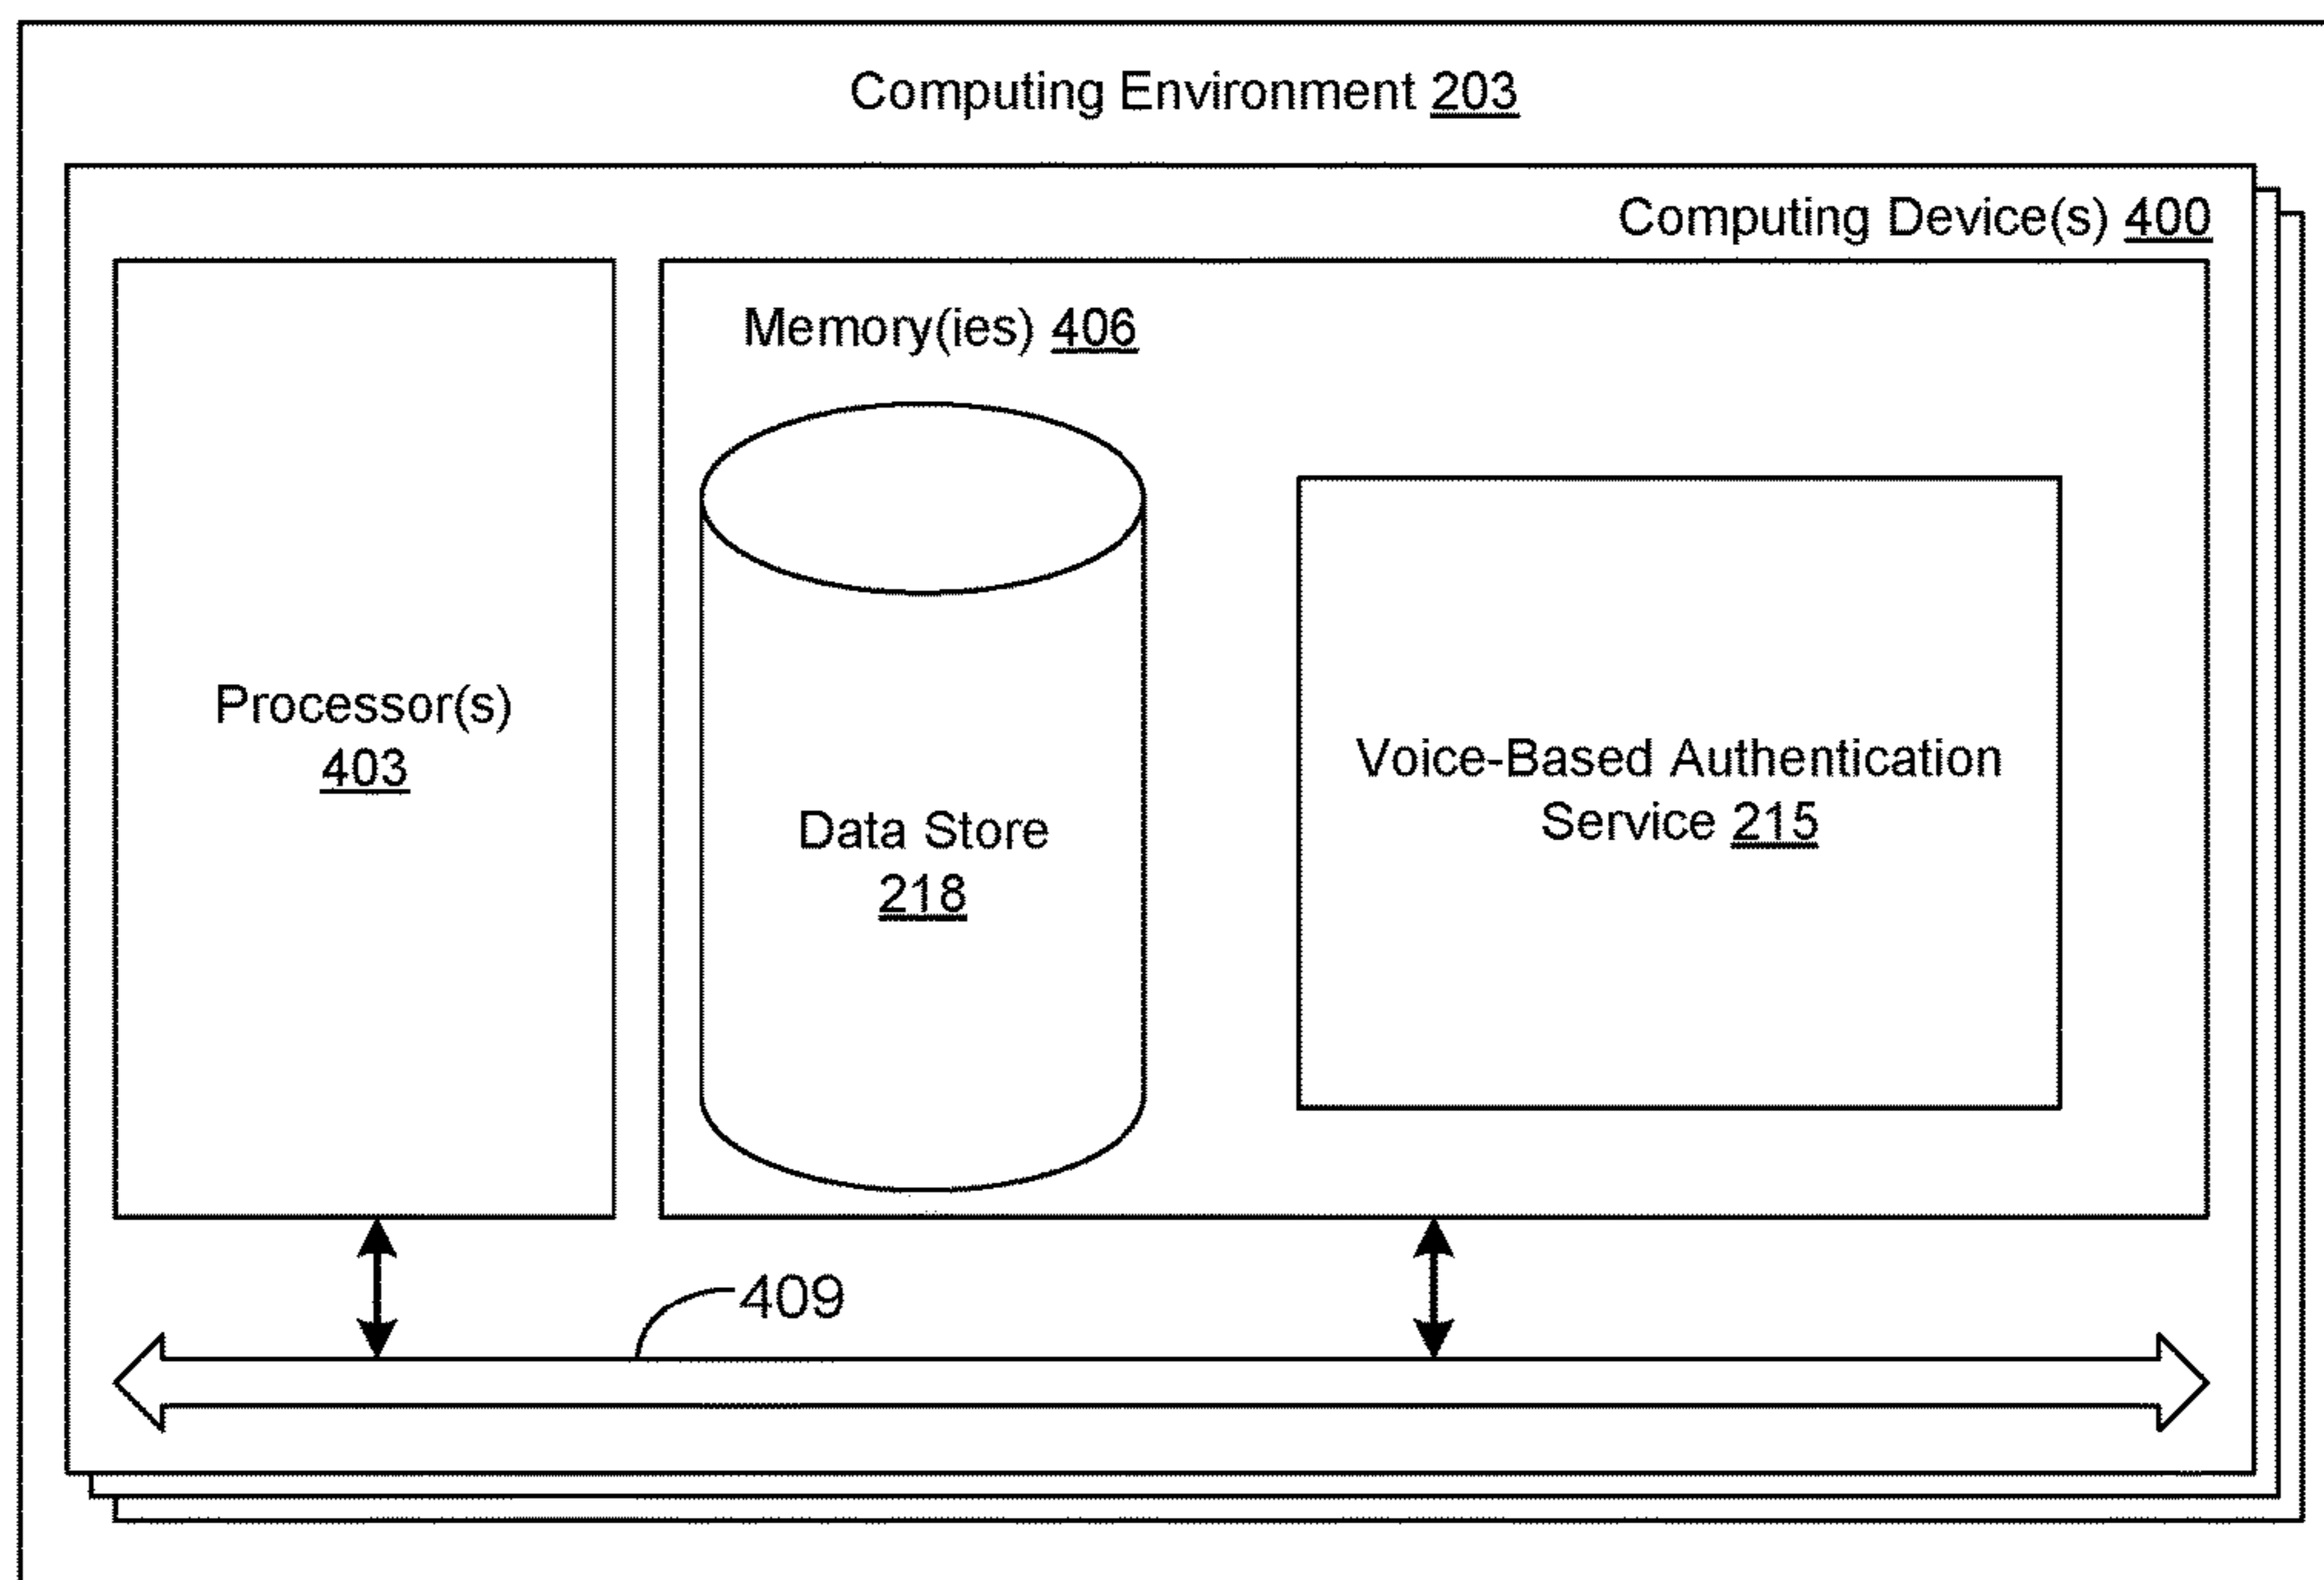 Computing Environment 203
Computing Device(s) 400
Memory(ies) 406
Processor(s)
403
Data Store
218
Voice-Based Authentication
Service 215
409